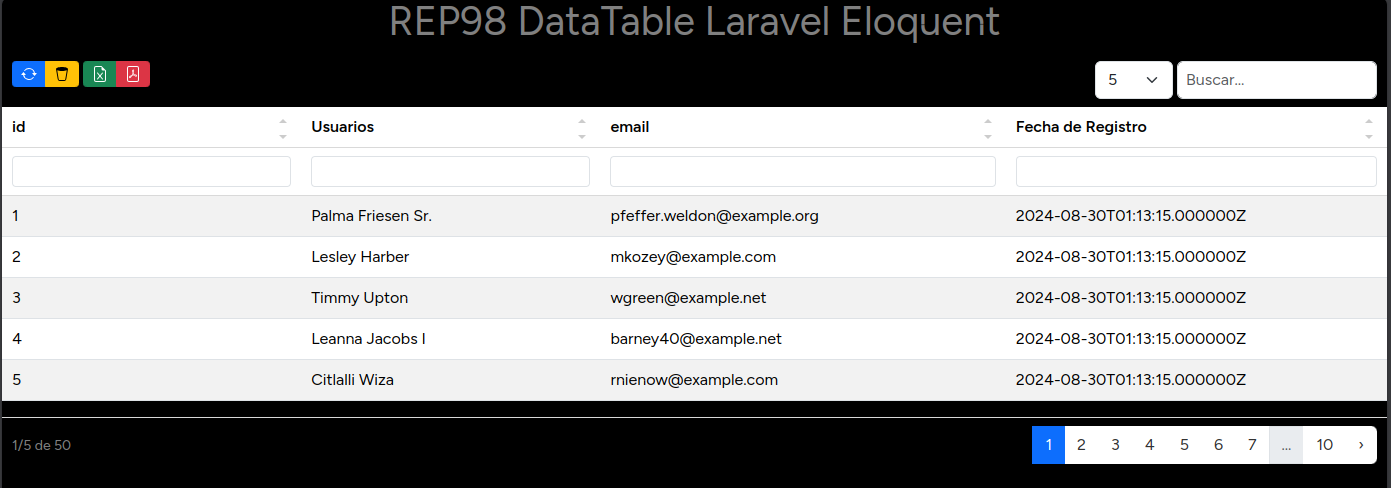 REP98 DataTable Laravel Eloquent
5 Buscar...
id Usuarios email Fecha de Registro
1 Palma Friesen Sr. pfeffer.weldon@example.org 2024-08-30T01:13:15.000000Z
2 Lesley Harber mkozey@example.com 2024-08-30T01:13:15.000000Z
3 Timmy Upton wgreen@example.net 2024-08-30T01:13:15.000000Z
4 Leanna Jacobs I barney40@example.net 2024-08-30T01:13:15.000000Z
5 Citlalli Wiza rnienow@example.com 2024-08-30T01:13:15.000000Z
1/5 de 50 1 2 3 4 5 6 7 ... 10 ›